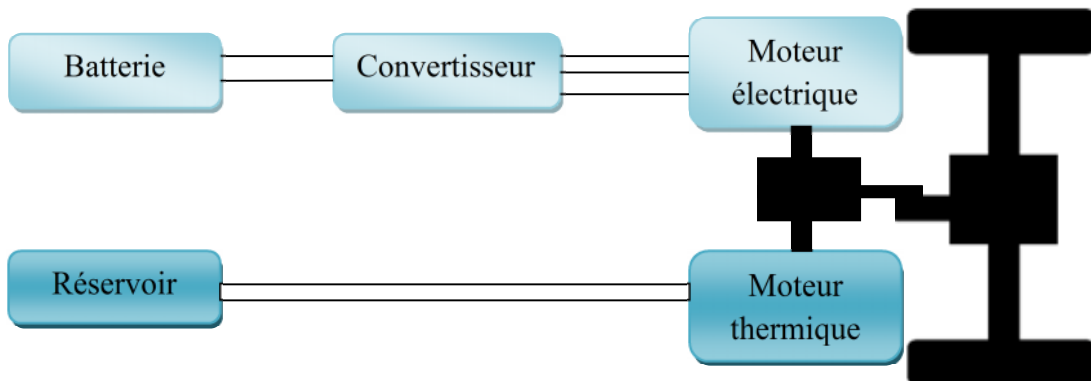 Batterie
Convertisseur
Moteur
électrique
Réservoir
Moteur
thermique